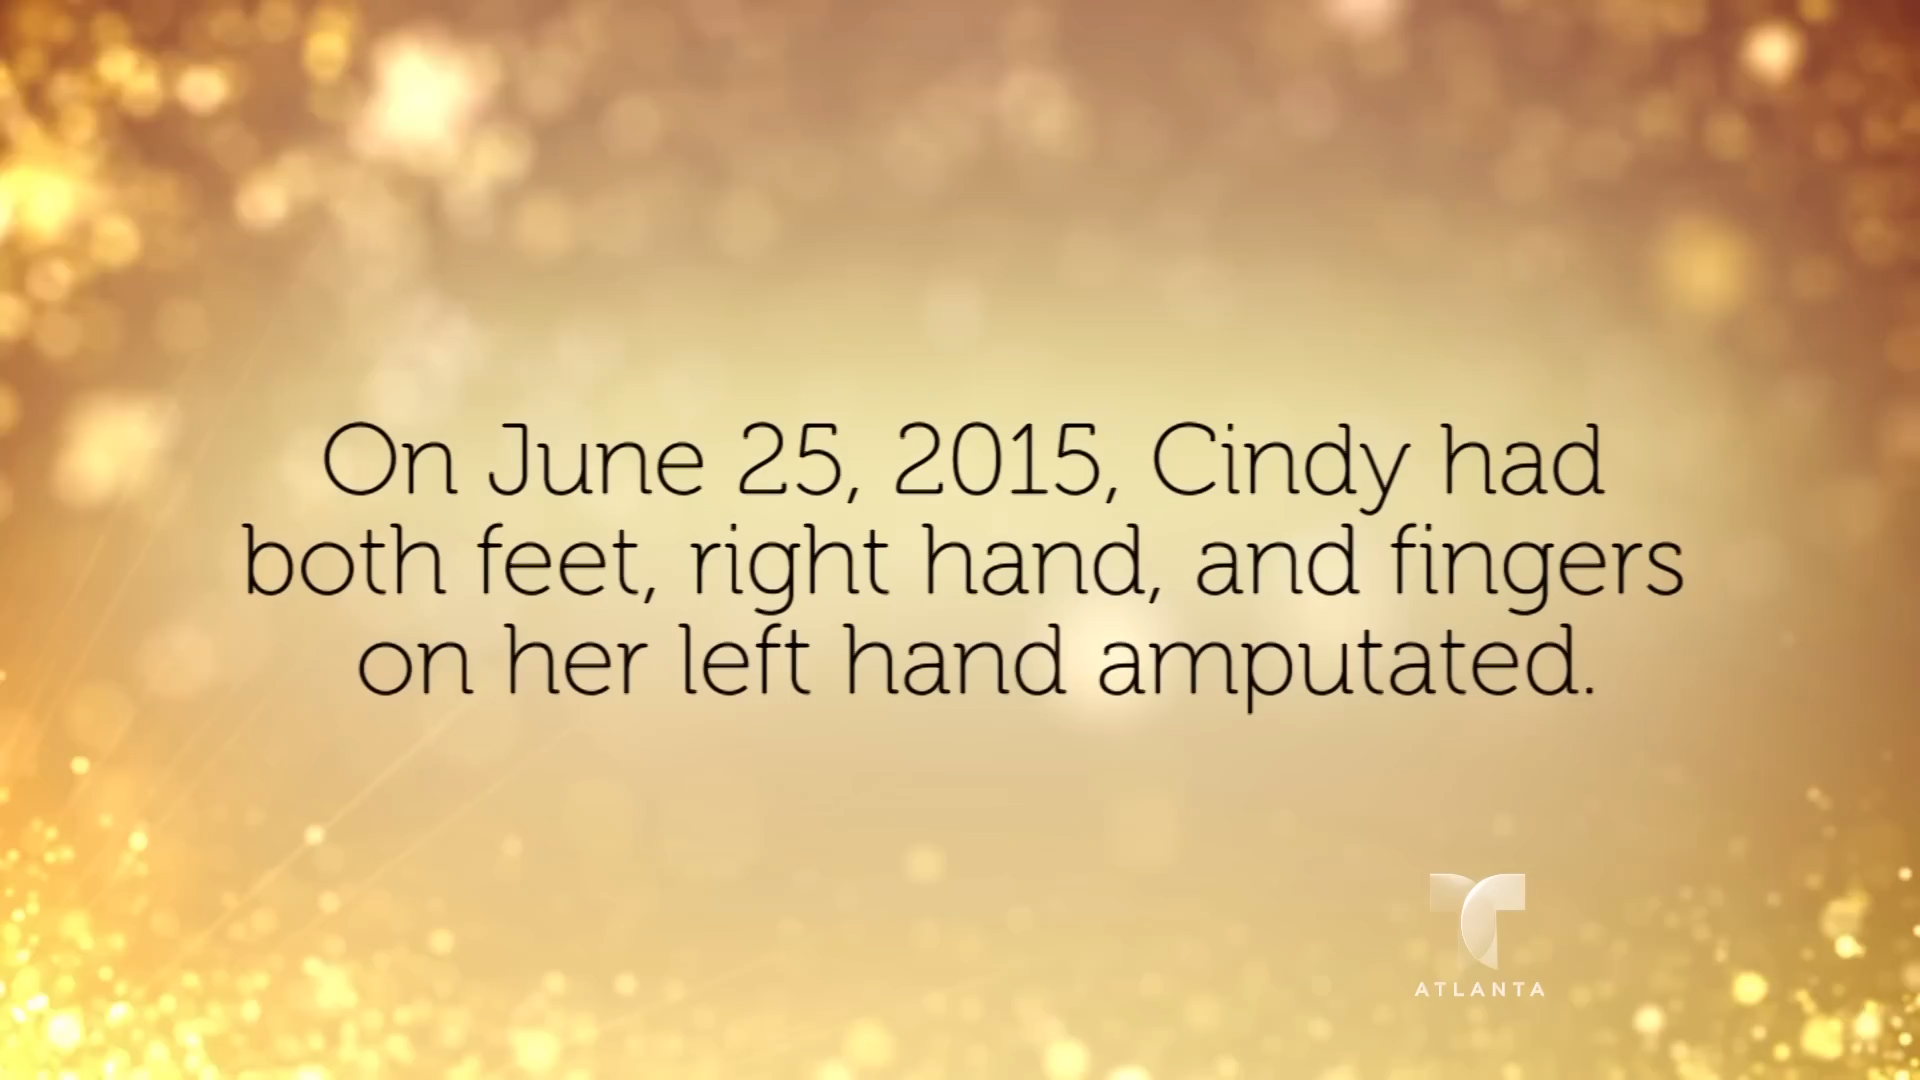 On June 25, 2015, Cindy had
both feet, right hand, and fingers
on her left hand amputated.
ATLANTA